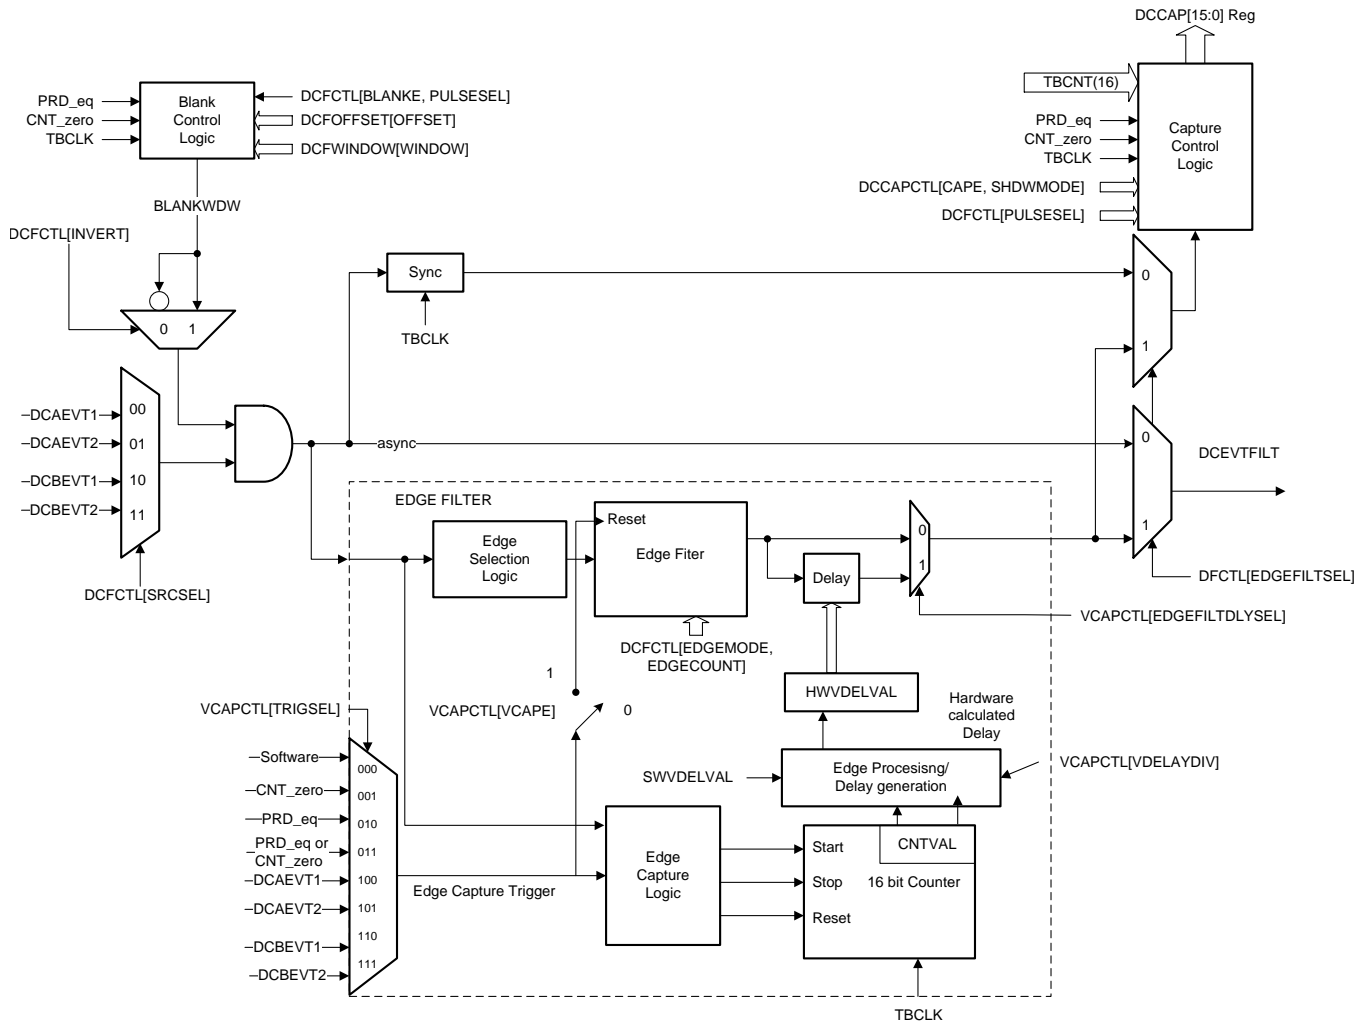 DCCAP[15:0] Reg
TBCNT(16)
PRD_eq
CNT_zero
TBCLK
Blank
Control
Logic
DCFCTL[BLANKE, PULSESEL]
DCFOFFSET[OFFSET]
DCFWINDOW[WINDOW]
PRD_eq
CNT_zero
TBCLK
DCCAPCTL[CAPE, SHDWMODE]
DCFCTL[PULSESEL]
Capture
Control
Logic
BLANKWDW
DCFCTL[INVERT]
0 1
Sync
TBCLK
0
1
DCAEVT1
DCAEVT2
DCBEVT1
DCBEVT2
00
01
10
11
DCFCTL[SRCSEL]
async
0
1
DCEVTFILT
DFCTL[EDGEFILTSEL]
EDGE FILTER
Edge
Selection
Logic
Reset
Edge Fiter
DCFCTL[EDGEMODE,
EDGECOUNT]
Delay
0
1
VCAPCTL[EDGEFILTDLYSEL]
HWVDELVAL
Hardware
calculated
Delay
1
VCAPCTL[VCAPE]
0
VCAPCTL[TRIGSEL]
SWVDELVAL
Edge Procesisng/
Delay generation
VCAPCTL[VDELAYDIV]
Software
CNT_zero
PRD_eq
PRD_eq or
CNT_zero
DCAEVT1
DCAEVT2
DCBEVT1
DCBEVT2
000
001
010
011
100
101
110
111
Edge Capture Trigger
Edge
Capture
Logic
Start
Stop
Reset
CNTVAL
16 bit Counter
TBCLK